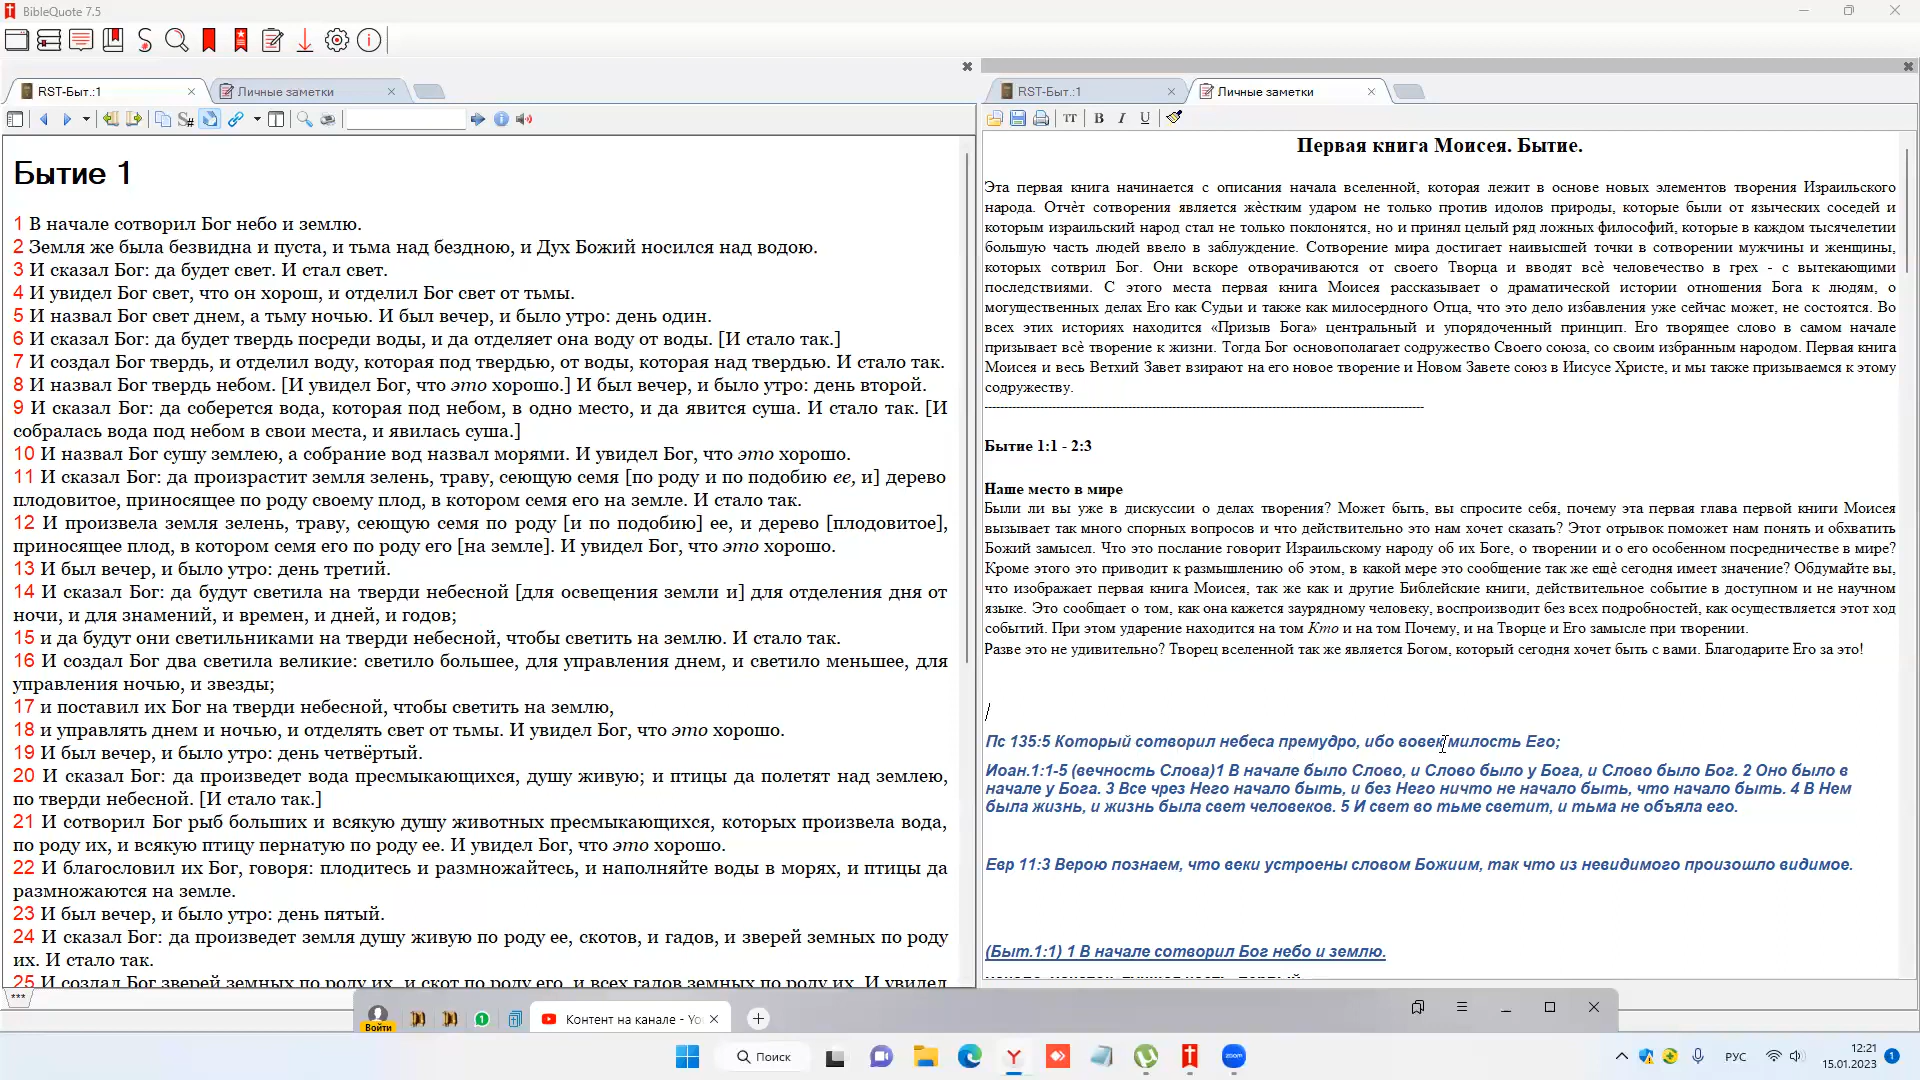 BibleQuote 7.5
RST-Быт.:1
Личные заметки
Бытие 1
1 В начале сотворил Бог небо и землю.
2 Земля же была безвидна и пуста, и тьма над бездною, и Дух Божий носился над водою.
3 И сказал Бог: да будет свет. И стал свет.
4 И увидел Бог свет, что он хорош, и отделил Бог свет от тьмы.
5 И назвал Бог свет днем, а тьму ночью. И был вечер, и было утро: день один.
6 И сказал Бог: да будет твердь посреди воды, и да отделяет она воду от воды. [И стало так.]
7 И создал Бог твердь, и отделил воду, которая под твердью, от воды, которая над твердью. И стало так.
8 И назвал Бог твердь небом. [И увидел Бог, что это хорошо.] И был вечер, и было утро: день второй.
9 И сказал Бог: да соберется вода, которая под небом, в одно место, и да явится суша. И стало так. [И
собралась вода под небом в свои места, и явилась суша.]
10 И назвал Бог сушу землею, а собрание вод назвал морями. И увидел Бог, что это хорошо.
11 И сказал Бог: да произрастит земля зелень, траву, сеющую семя [по роду и по подобию ее, и] дерево
плодовитое, приносящее по роду своему плод, в котором семя его на земле. И стало так.
12 И произвела земля зелень, траву, сеющую семя по роду [и по подобию] ее, и дерево [плодовитое],
приносящее плод, в котором семя его по роду его [на земле]. И увидел Бог, что это хорошо.
13 И был вечер, и было утро: день третий.
14 И сказал Бог: да будут светила на тверди небесной [для освещения земли и] для отделения дня от
ночи, и для знамений, и времен, и дней, и годов;
15 и да будут они светильниками на тверди небесной, чтобы светить на землю. И стало так.
16 И создал Бог два светила великие: светило большее, для управления днем, и светило меньшее, для
управления ночью, и звезды;
17 и поставил их Бог на тверди небесной, чтобы светить на землю,
18 и управлять днем и ночью, и отделять свет от тьмы. И увидел Бог, что это хорошо.
19 И был вечер, и было утро: день четвёртый.
20 И сказал Бог: да произведет вода пресмыкающихся, душу живую; и птицы да полетят над землею,
по тверди небесной. [И стало так.]
21 И сотворил Бог рыб больших и всякую душу животных пресмыкающихся, которых произвела вода,
по роду их, и всякую птицу пернатую по роду ее. И увидел Бог, что это хорошо.
22 И благословил их Бог, говоря: плодитесь и размножайтесь, и наполняйте воды в морях, и птицы да
размножаются на земле.
23 И был вечер, и было утро: день пятый.
24 И сказал Бог: да произведет земля душу живую по роду ее, скотов, и гадов, и зверей земных по роду
их. И стало так.
25 И создал Бог зверей земных по роду их, и скот по роду его, и всех гадов земных по роду их. И увидел
***
RST-Быт.:1
Личные заметки
TT B I U
Первая книга Моисея. Бытие.
Эта первая книга начинается с описания начала вселенной, которая лежит в основе новых элементов творения Израильского
народа. Отчѐт сотворения является жѐстким ударом не только против идолов природы, которые были от языческих соседей и
которым израильский народ стал не только поклонятся, но и принял целый ряд ложных философий, которые в каждом тысячелетии
большую часть людей ввело в заблуждение. Сотворение мира достигает наивысшей точки в сотворении мужчины и женщины,
которых сотврил Бог. Они вскоре отворачиваются от своего Творца и вводят всѐ человечество в грех - с вытекающими
последствиями. С этого места первая книга Моисея рассказывает о драматической истории отношения Бога к людям, о
могущественных делах Его как Судьи и также как милосердного Отца, что это дело избавления уже сейчас может, не состоятся. Во
всех этих историях находится «Призыв Бога» центральный и упорядоченный принцип. Его творящее слово в самом начале
призывает всѐ творение к жизни. Тогда Бог основополагает содружество Своего союза, со своим избранным народом. Первая книга
Моисея и весь Ветхий Завет взирают на его новое творение и Новом Завете союз в Иисусе Христе, и мы также призываемся к этому
содружеству.
Бытие 1:1 - 2:3
Наше место в мире
Были ли вы уже в дискуссии о делах творения? Может быть, вы спросите себя, почему эта первая глава первой книги Моисея
вызывает так много спорных вопросов и что действительно это нам хочет сказать? Этот отрывок поможет нам понять и обхватить
Божий замысел. Что это послание говорит Израильскому народу об их Боге, о творении и о его особенном посредничестве в мире?
Кроме этого это приводит к размышлению об этом, в какой мере это сообщение так же ещѐ сегодня имеет значение? Обдумайте вы,
что изображает первая книга Моисея, так же как и другие Библейские книги, действительное событие в доступном и не научном
языке. Это сообщает о том, как она кажется заурядному человеку, воспроизводит без всех подробностей, как осуществляется этот ход
событий. При этом ударение находится на том Кто и на том Почему, и на Творце и Его замысле при творении.
Разве это не удивительно? Творец вселенной так же является Богом, который сегодня хочет быть с вами. Благодарите Его за это!
/
Пс 135:5 Который сотворил небеса премудро, ибо вовек милость Его;
Иоан.1:1-5 (вечность Слова)1 В начале было Слово, и Слово было у Бога, и Слово было Бог. 2 Оно было в
начале у Бога. 3 Все чрез Него начало быть, и без Него ничто не начало быть, что начало быть. 4 В Нем
была жизнь, и жизнь была свет человеков. 5 И свет во тьме светит, и тьма не объяла его.
Евр 11:3 Верою познаем, что веки устроены словом Божиим, так что из невидимого произошло видимое.
(Быт.1:1) 1 В начале сотворил Бог небо и землю.
Войти
1
Контент на канале - Yo
Поиск
zoom
РУС
12:21
15.01.2023
1